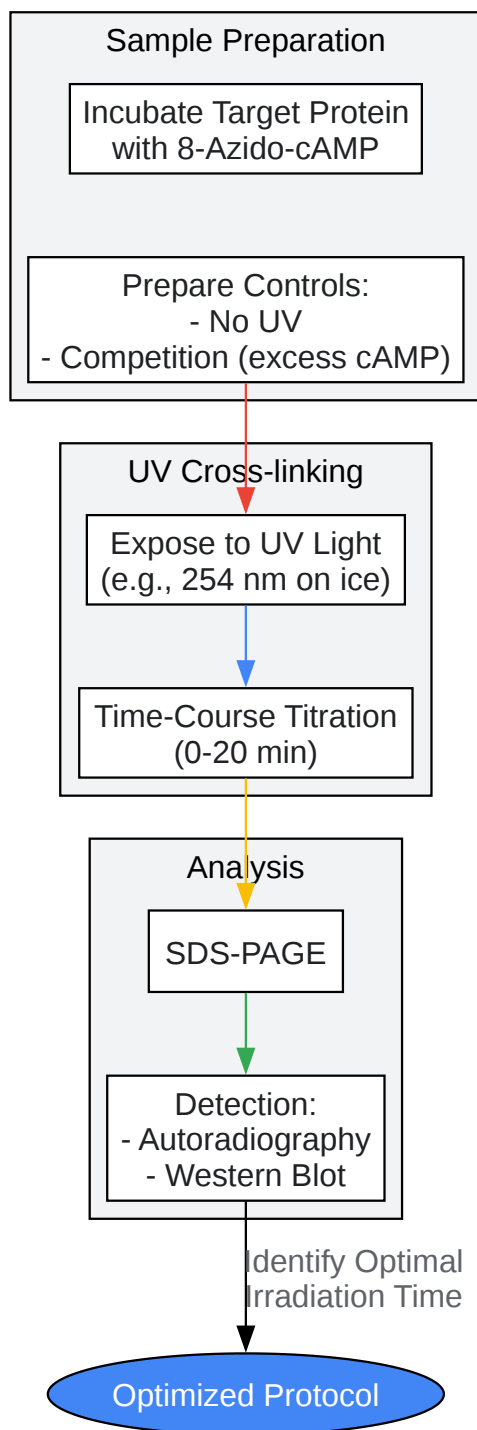 Sample Preparation
Incubate Target Protein
with 8-Azido-cAMP
Prepare Controls:
- No UV
- Competition (excess cAMP)
UV Cross-linking
Expose to UV Light
(e.g., 254 nm on ice)
Time-Course Titration
(0-20 min)
Analysis
SDS-PAGE
Detection:
- Autoradiography
- Western Blot
Identify Optimal
Irradiation Time
Optimized Protocol